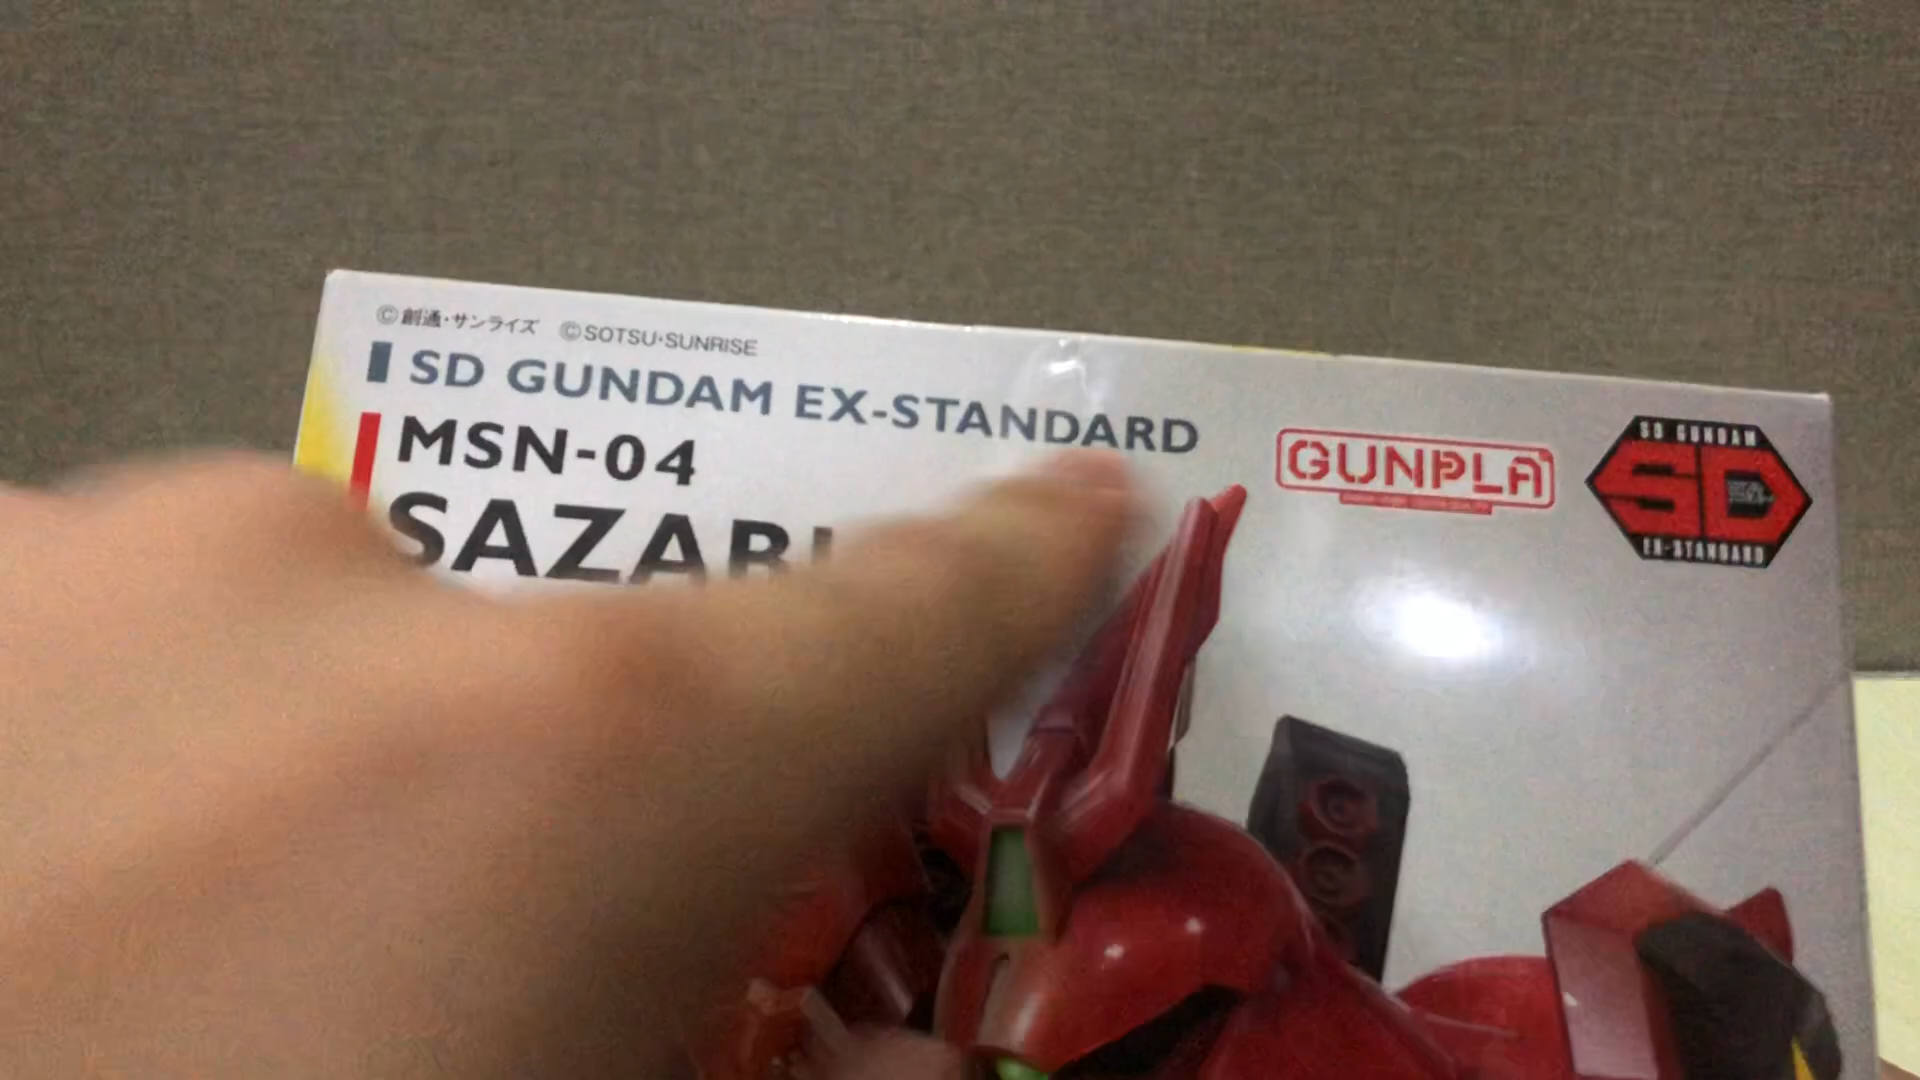 ©創通・サンライズ ©SOTSU・SUNRISE
SD GUNDAM EX-STANDARD
MSN-04
SAZABI
GUNPLA
SD GUNDAM
SD
EX-STANDARD